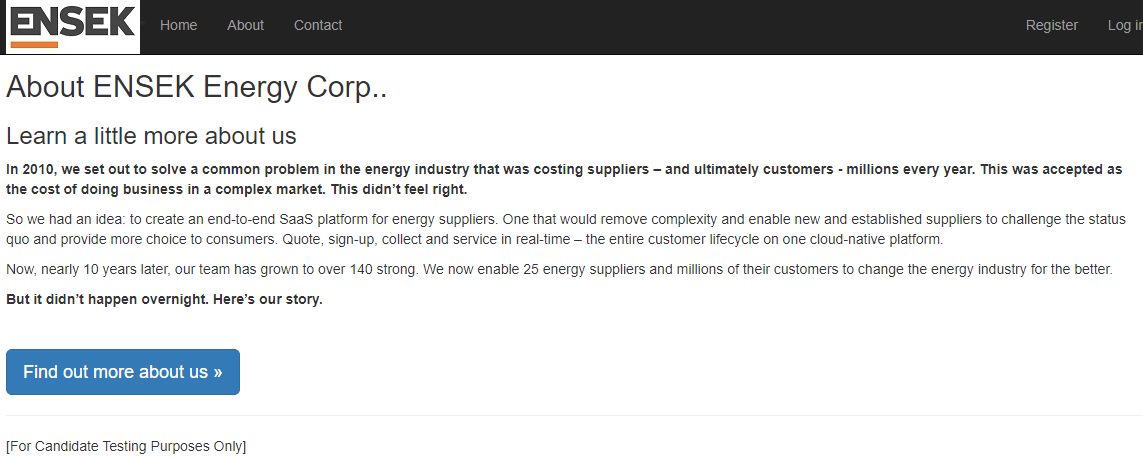 ENSEK
Home About Contact Register Log in
About ENSEK Energy Corp..
Learn a little more about us
In 2010, we set out to solve a common problem in the energy industry that was costing suppliers – and ultimately customers - millions every year. This was accepted as
the cost of doing business in a complex market. This didn’t feel right.
So we had an idea: to create an end-to-end SaaS platform for energy suppliers. One that would remove complexity and enable new and established suppliers to challenge the status
quo and provide more choice to consumers. Quote, sign-up, collect and service in real-time – the entire customer lifecycle on one cloud-native platform.
Now, nearly 10 years later, our team has grown to over 140 strong. We now enable 25 energy suppliers and millions of their customers to change the energy industry for the better.
But it didn’t happen overnight. Here’s our story.
Find out more about us »
[For Candidate Testing Purposes Only]